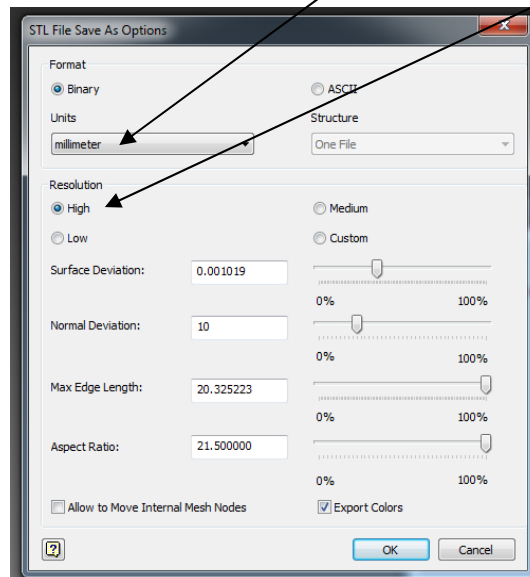 STL File Save As Options
Format
Binary ASCII
Units Structure
millimeter One File
Resolution
High Medium
Low Custom
Surface Deviation: 0.001019
0% 100%
Normal Deviation: 10
0% 100%
Max Edge Length: 20.325223
0% 100%
Aspect Ratio: 21.500000
0% 100%
Allow to Move Internal Mesh Nodes Export Colors
? OK Cancel